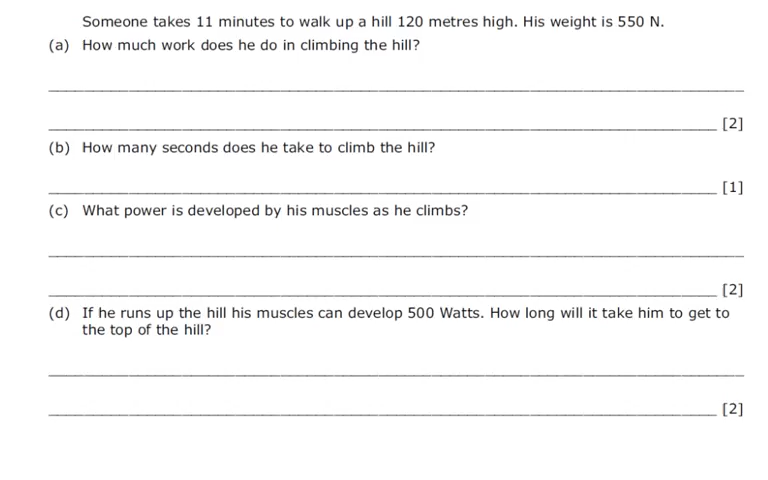 Someone takes 11 minutes to walk up a hill 120 metres high. His weight is 550 N.
(a) How much work does he do in climbing the hill?
[2]
(b) How many seconds does he take to climb the hill?
[1]
(c) What power is developed by his muscles as he climbs?
[2]
(d) If he runs up the hill his muscles can develop 500 Watts. How long will it take him to get to
the top of the hill?
[2]